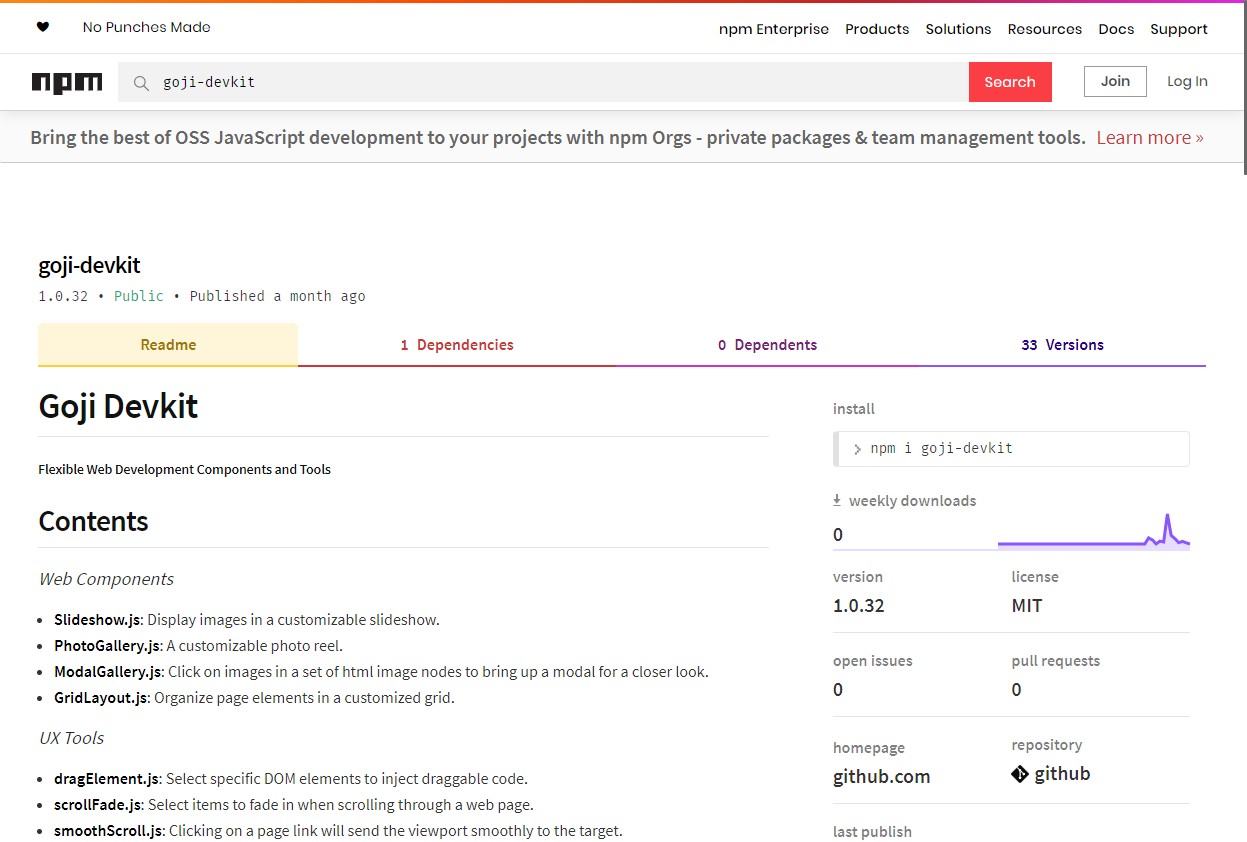 No Punches Made
npm Enterprise Products Solutions Resources Docs Support
npm
goji-devkit
Search
Join
Log In
Bring the best of OSS JavaScript development to your projects with npm Orgs - private packages & team management tools. Learn more »
goji-devkit
1.0.32 • Public • Published a month ago
Readme
1 Dependencies
0 Dependents
33 Versions
Goji Devkit
Flexible Web Development Components and Tools
Contents
Web Components
• Slideshow.js: Display images in a customizable slideshow.
• PhotoGallery.js: A customizable photo reel.
• ModalGallery.js: Click on images in a set of html image nodes to bring up a modal for a closer look.
• GridLayout.js: Organize page elements in a customized grid.
UX Tools
• dragElement.js: Select specific DOM elements to inject draggable code.
• scrollFade.js: Select items to fade in when scrolling through a web page.
• smoothScroll.js: Clicking on a page link will send the viewport smoothly to the target.
install
> npm i goji-devkit
weekly downloads
0
version
1.0.32
license
MIT
open issues
0
pull requests
0
homepage
github.com
repository
github
last publish